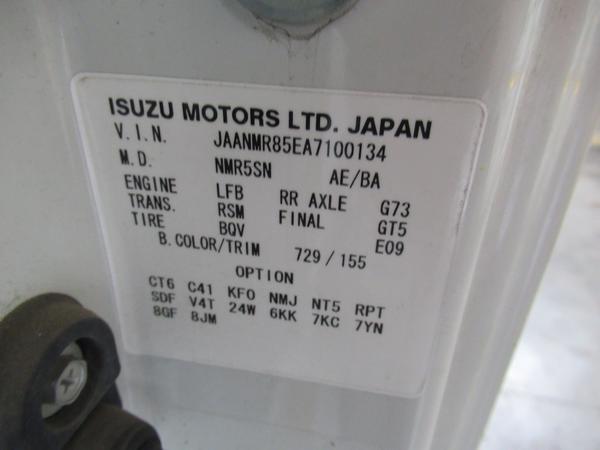 ISUZU MOTORS LTD. JAPAN
V.I.N. JAANMR85EA7100134
M.D. NMR5SN AE/BA
ENGINE LFB RR AXLE G73
TRANS. RSM FINAL GT5
TIRE BQV E09
B.COLOR/TRIM 729/155
OPTION
CT6 C41 KFO NMJ NT5 RPT
SDF V4T 24W 6KK 7KC 7YN
8GF 8JM